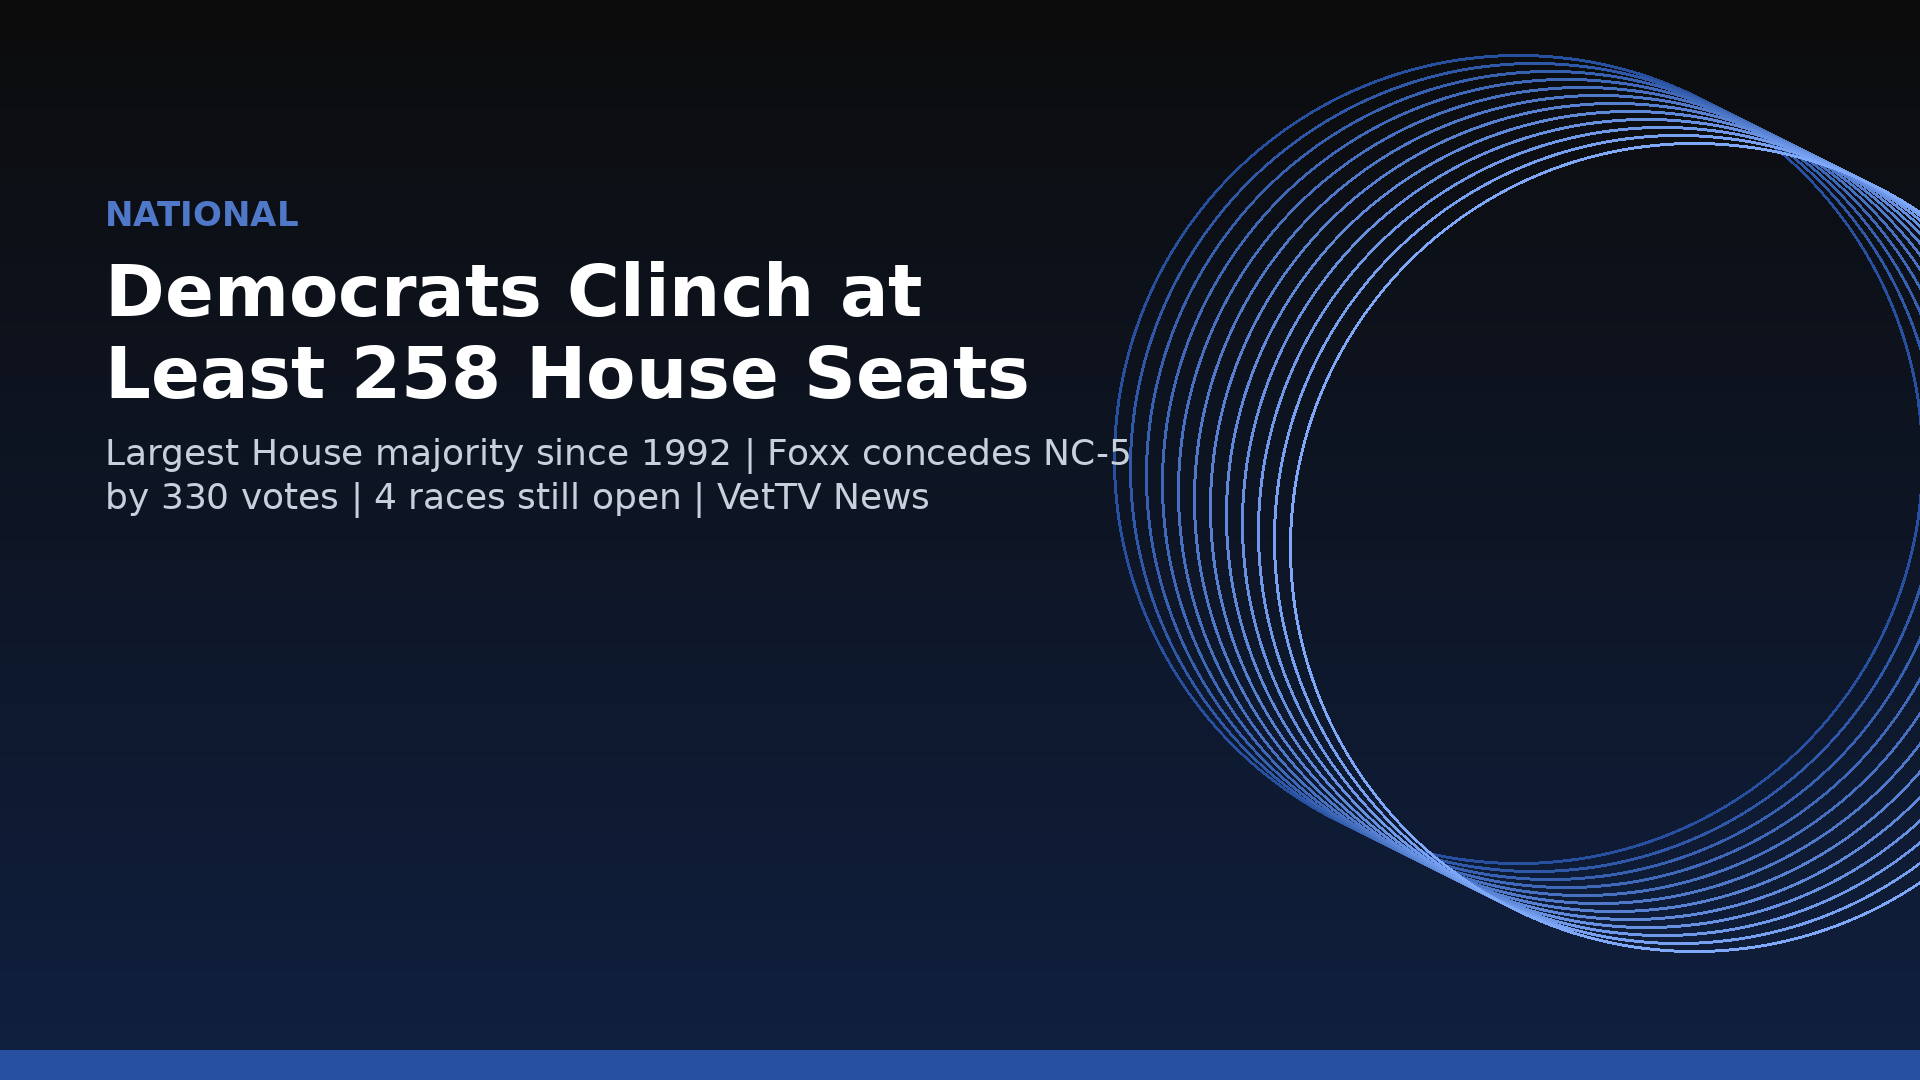 NATIONAL
Democrats Clinch at
Least 258 House Seats
Largest House majority since 1992 | Foxx concedes NC-5
by 330 votes | 4 races still open | VetTV News